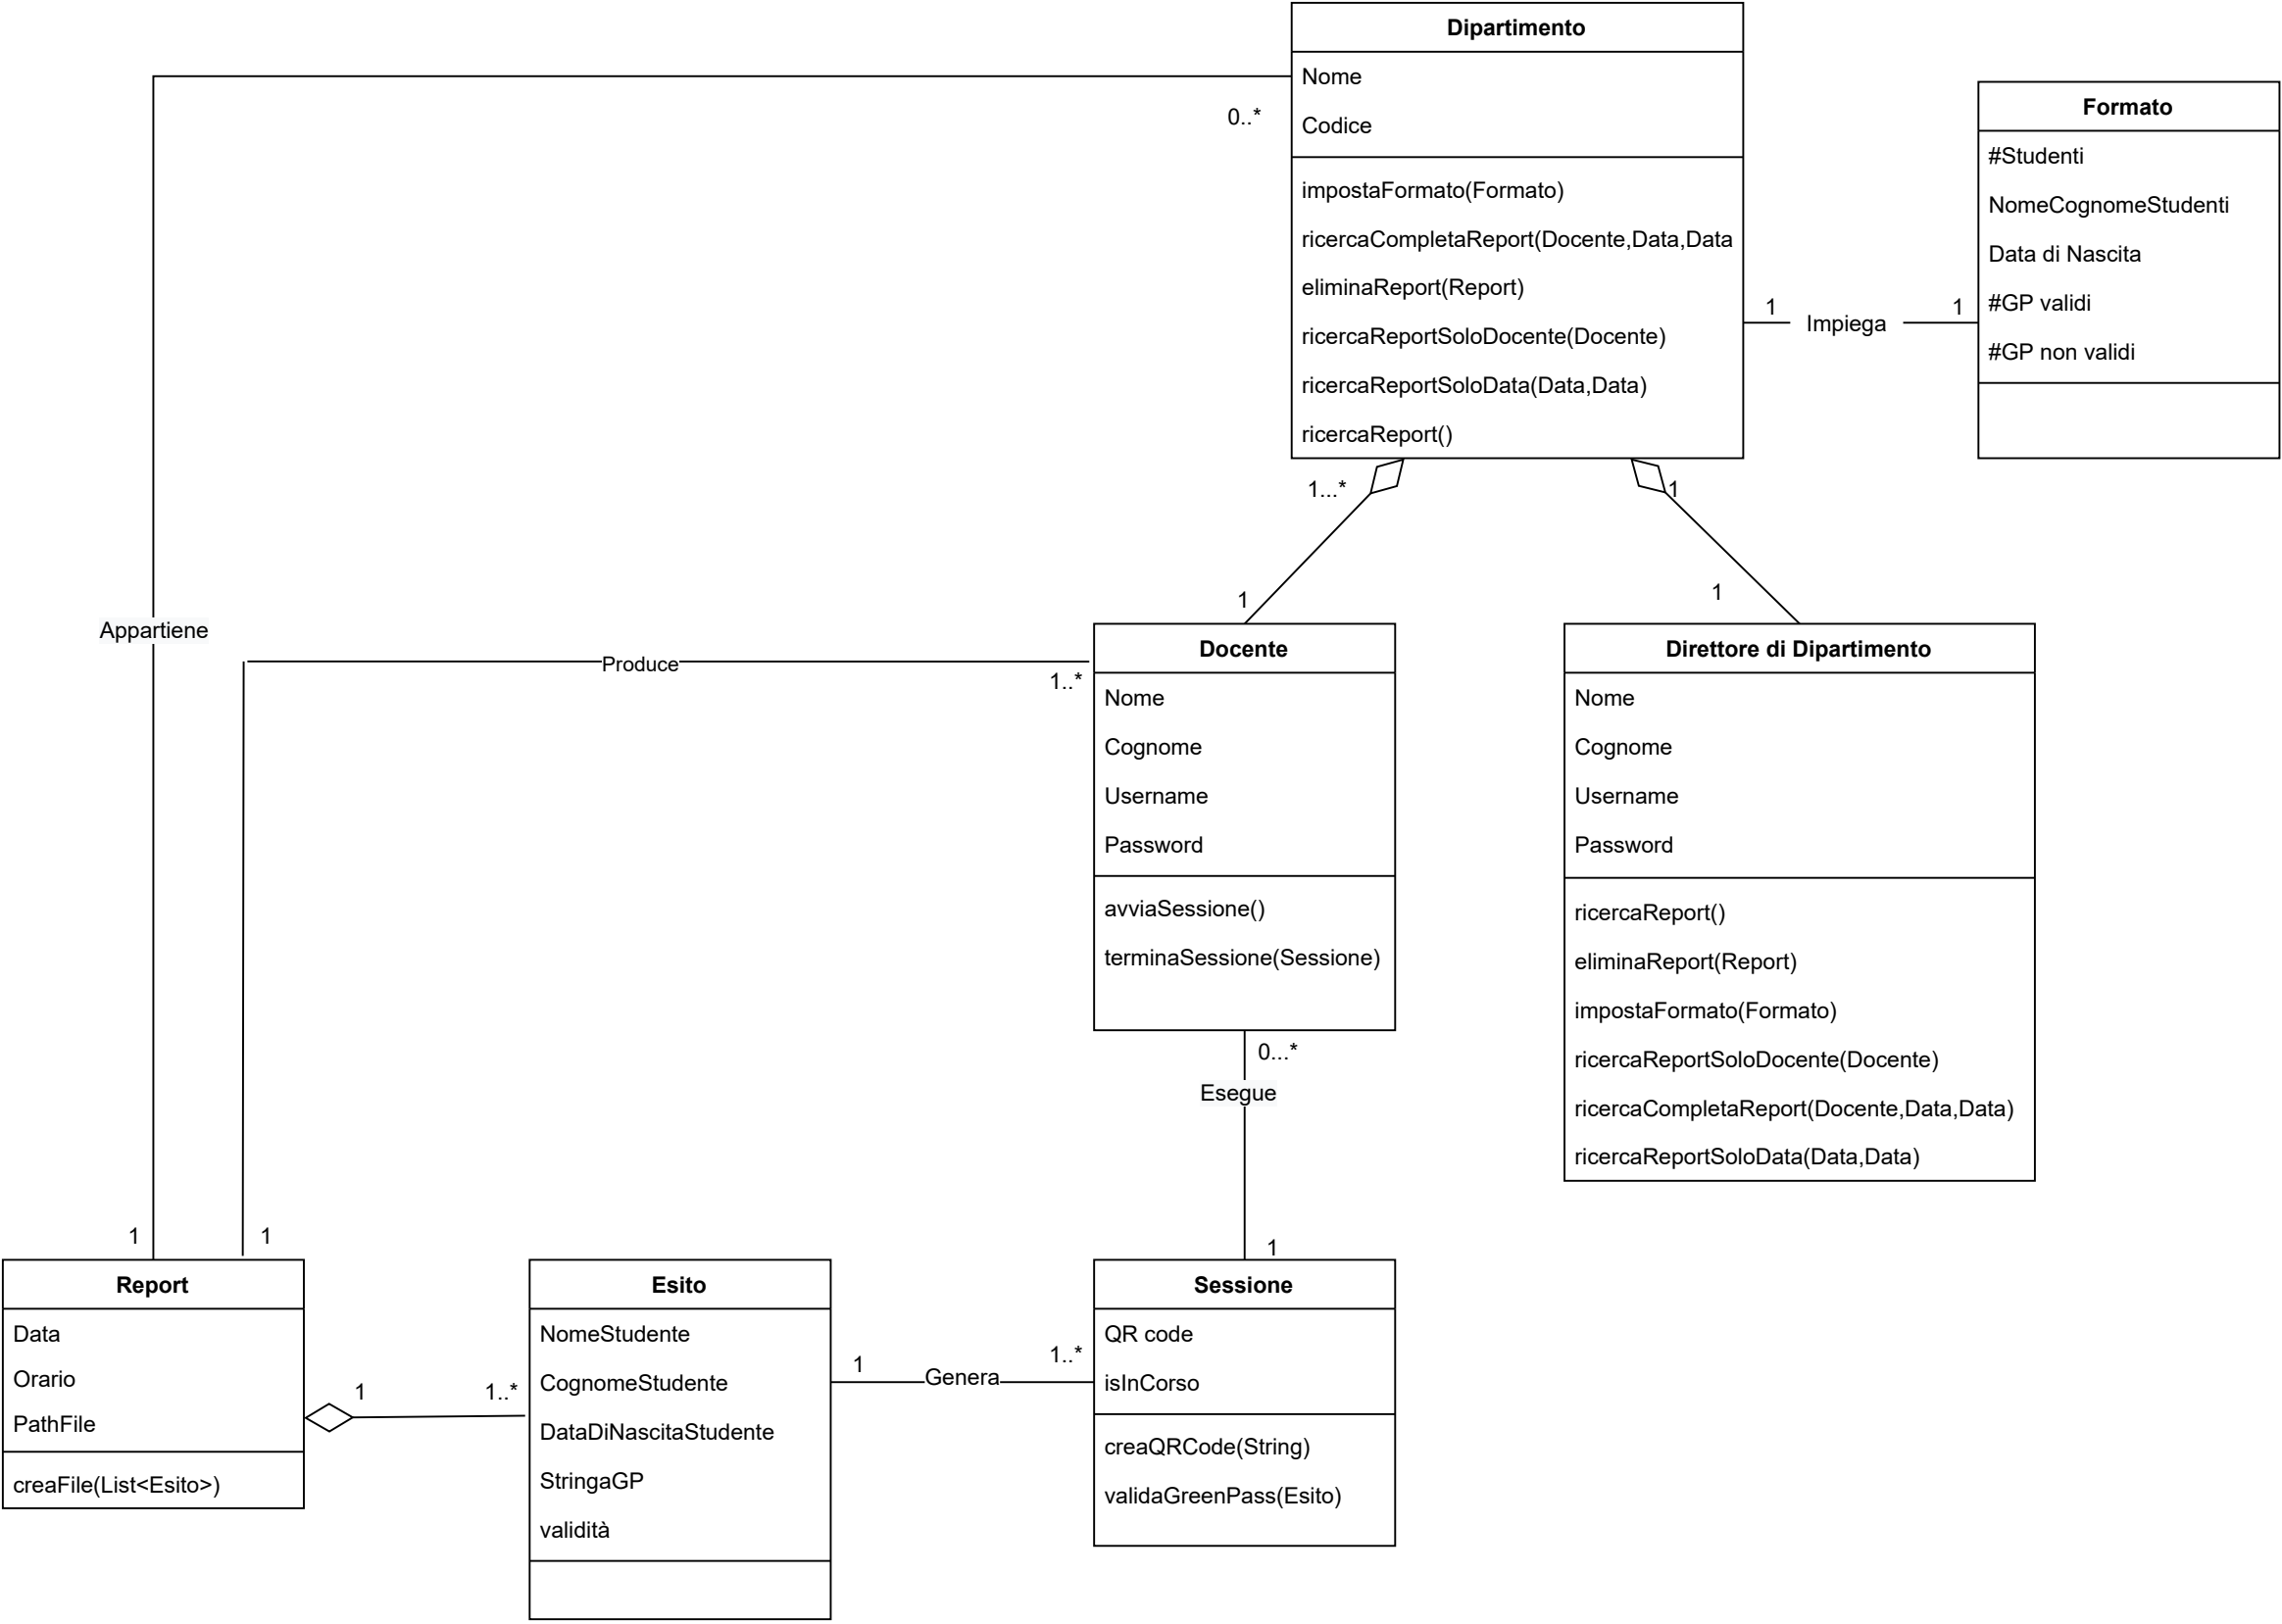 Dipartimento
Nome
Codice
impostaFormato(Formato)
ricercaCompletaReport(Docente,Data,Data
eliminaReport(Report)
ricercaReportSoloDocente(Docente)
ricercaReportSoloData(Data,Data)
ricercaReport()
0..*
Formato
#Studenti
NomeCognomeStudenti
Data di Nascita
#GP validi
#GP non validi
1
Impiega
1
1...*
1
1
1
Appartiene
Produce
1..*
Docente
Nome
Cognome
Username
Password
avviaSessione()
terminaSessione(Sessione)
Direttore di Dipartimento
Nome
Cognome
Username
Password
ricercaReport()
eliminaReport(Report)
impostaFormato(Formato)
ricercaReportSoloDocente(Docente)
ricercaCompletaReport(Docente,Data,Data)
ricercaReportSoloData(Data,Data)
0...*
Esegue
1
1
1
Report
Data
Orario
PathFile
creaFile(List<Esito>)
1
1..*
Esito
NomeStudente
CognomeStudente
DataDiNascitaStudente
StringaGP
validità
1
Genera
1..*
Sessione
QR code
isInCorso
creaQRCode(String)
validaGreenPass(Esito)